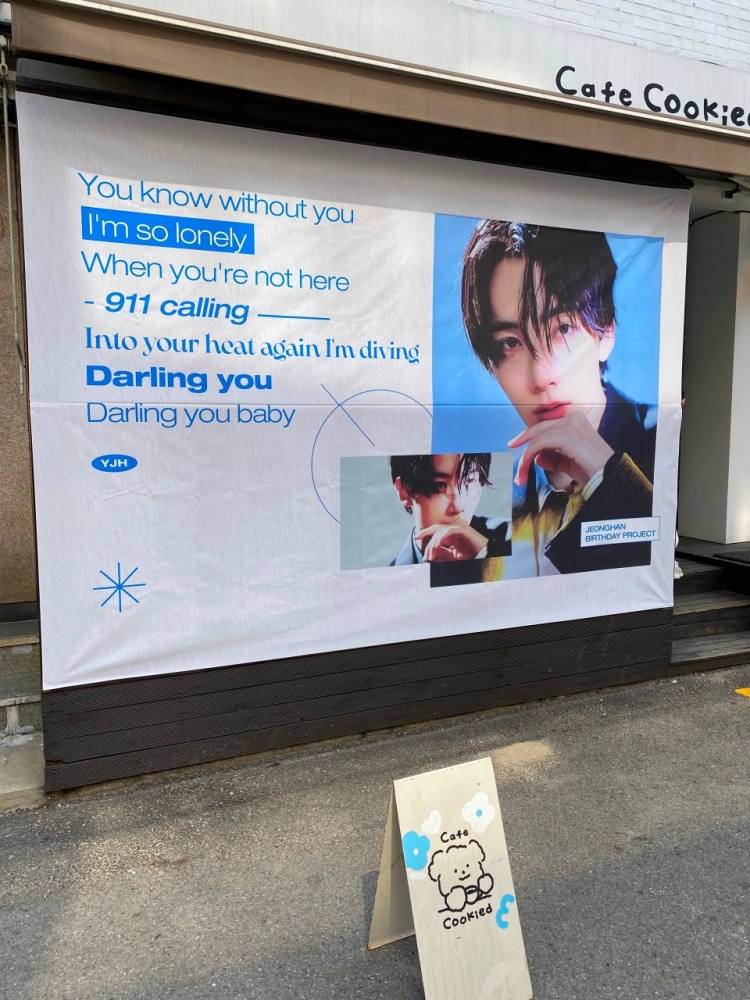 Cafe Cookied
You know without you
I'm so lonely
When you're not here
- 911 calling
Into your heat again I'm diving
Darling you
Darling you baby
YJH
JEONGHAN
BIRTHDAY PROJECT
Cafe
Cookied